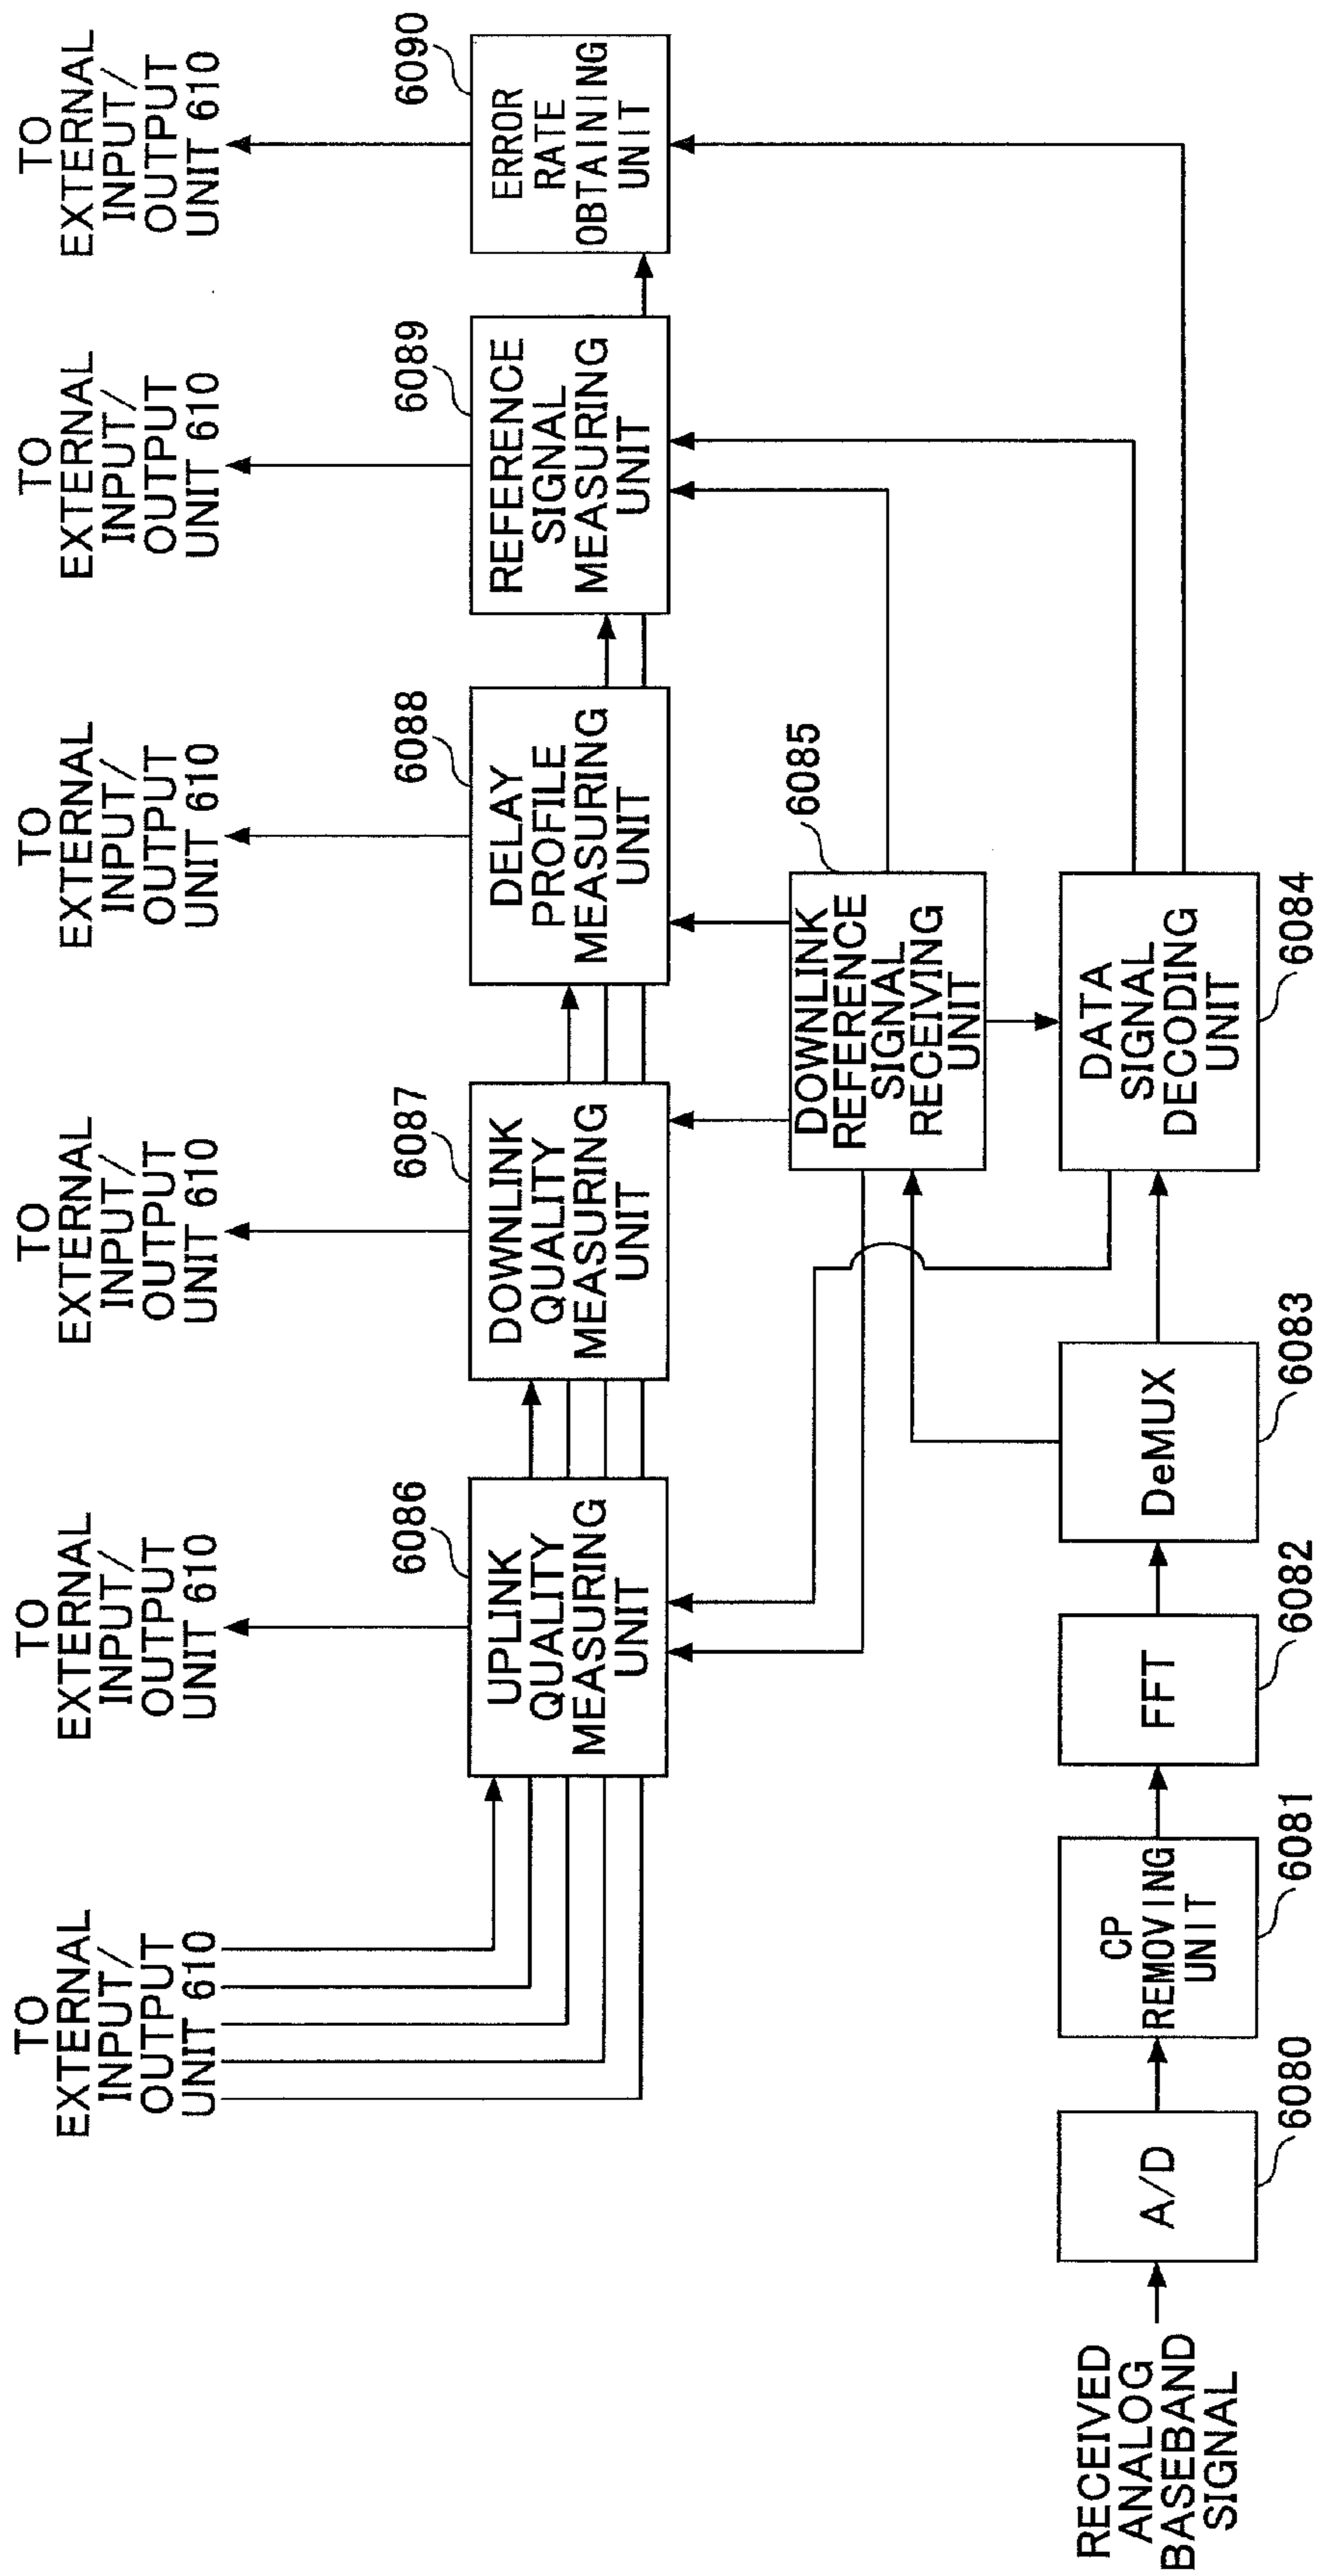 TO
EXTERNAL
INPUT/
OUTPUT
UNIT 610
TO
EXTERNAL
INPUT/
OUTPUT
UNIT 610
TO
EXTERNAL
INPUT/
OUTPUT
UNIT 610
TO
EXTERNAL
INPUT/
OUTPUT
UNIT 610
TO
EXTERNAL
INPUT/
OUTPUT
UNIT 610
TO
EXTERNAL
INPUT/
OUTPUT
UNIT 610
6086
UPLINK
QUALITY
MEASURING
UNIT
6087
DOWNLINK
QUALITY
MEASURING
UNIT
6088
DELAY
PROFILE
MEASURING
UNIT
6089
REFERENCE
SIGNAL
MEASURING
UNIT
6090
ERROR
RATE
OBTAINING
UNIT
6085
DOWNLINK
REFERENCE
SIGNAL
RECEIVING
UNIT
RECEIVED
ANALOG
BASEBAND
SIGNAL
A/D
6080
CP
REMOVING
UNIT
6081
FFT
6082
DeMUX
6083
DATA
SIGNAL
DECODING
UNIT
6084